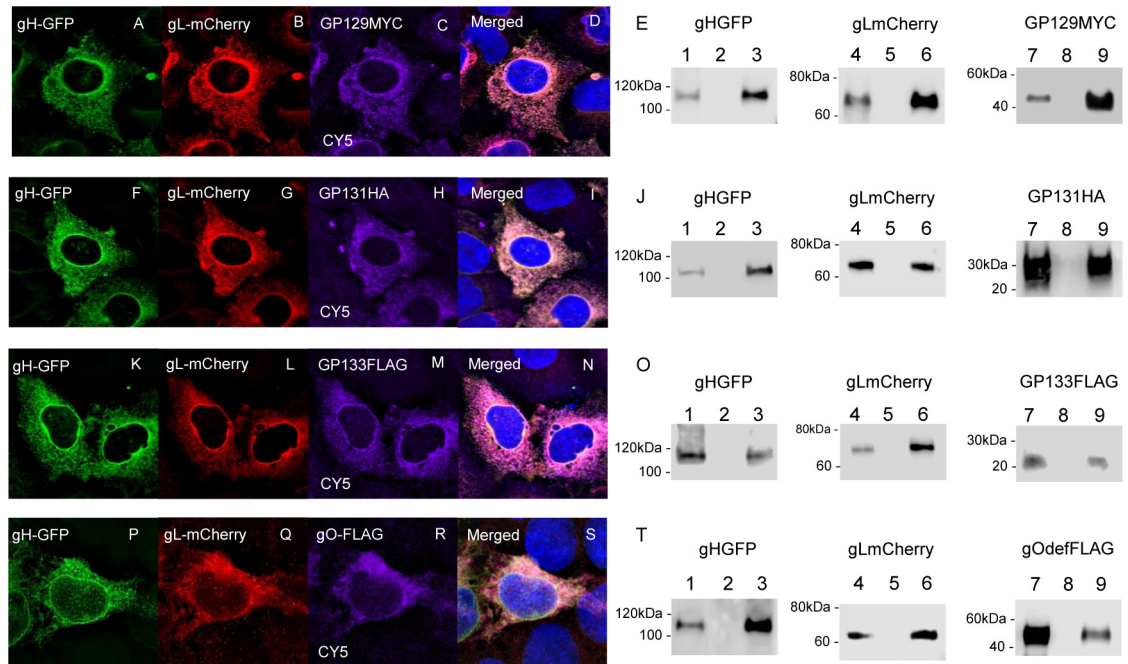 gH-GFP A gL-mCherry B GP129MYC C Merged D
CY5
E gHGFP gLmCherry GP129MYC
1 2 3 4 5 6 7 8 9
120kDa - 100 80kDa - 60 - 60kDa - 40 -
gH-GFP F gL-mCherry G GP131HA H Merged I
CY5
J gHGFP gLmCherry GP131HA
1 2 3 4 5 6 7 8 9
120kDa - 100 - 80kDa - 60 - 30kDa - 20 -
gH-GFP K gL-mCherry L GP133FLAG M Merged N
CY5
O gHGFP gLmCherry GP133FLAG
1 2 3 4 5 6 7 8 9
120kDa - 100 - 80kDa - 60 - 30kDa - 20 -
gH-GFP P gL-mCherry Q gO-FLAG R Merged S
CY5
T gHGFP gLmCherry gOdefFLAG
1 2 3 4 5 6 7 8 9
120kDa - 100 - 80kDa - 60 - 60kDa - 40 -